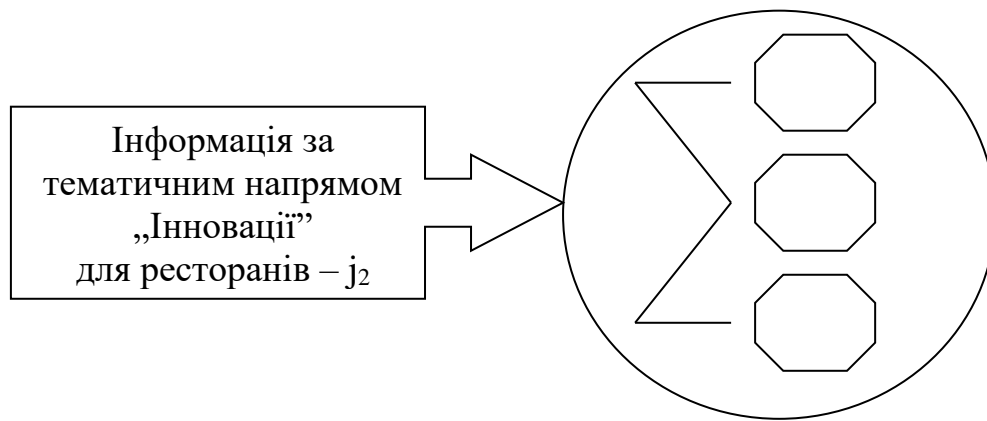 Інформація за
тематичним напрямом
„Інновації”
для ресторанів – j₂